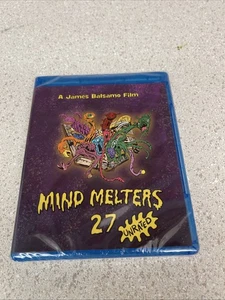 A James Balsamo Film
MIND MELTERS
27
UNRATED